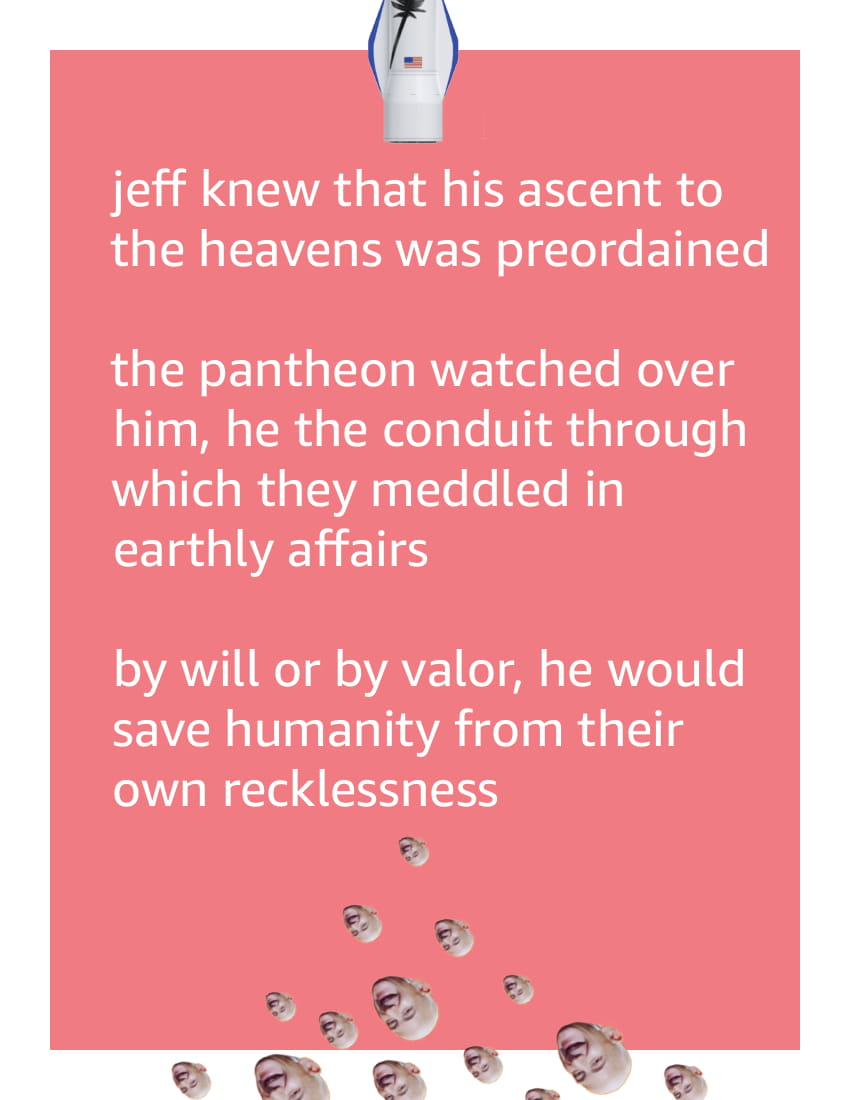 jeff knew that his ascent to
the heavens was preordained
the pantheon watched over
him, he the conduit through
which they meddled in
earthly affairs
by will or by valor, he would
save humanity from their
own recklessness